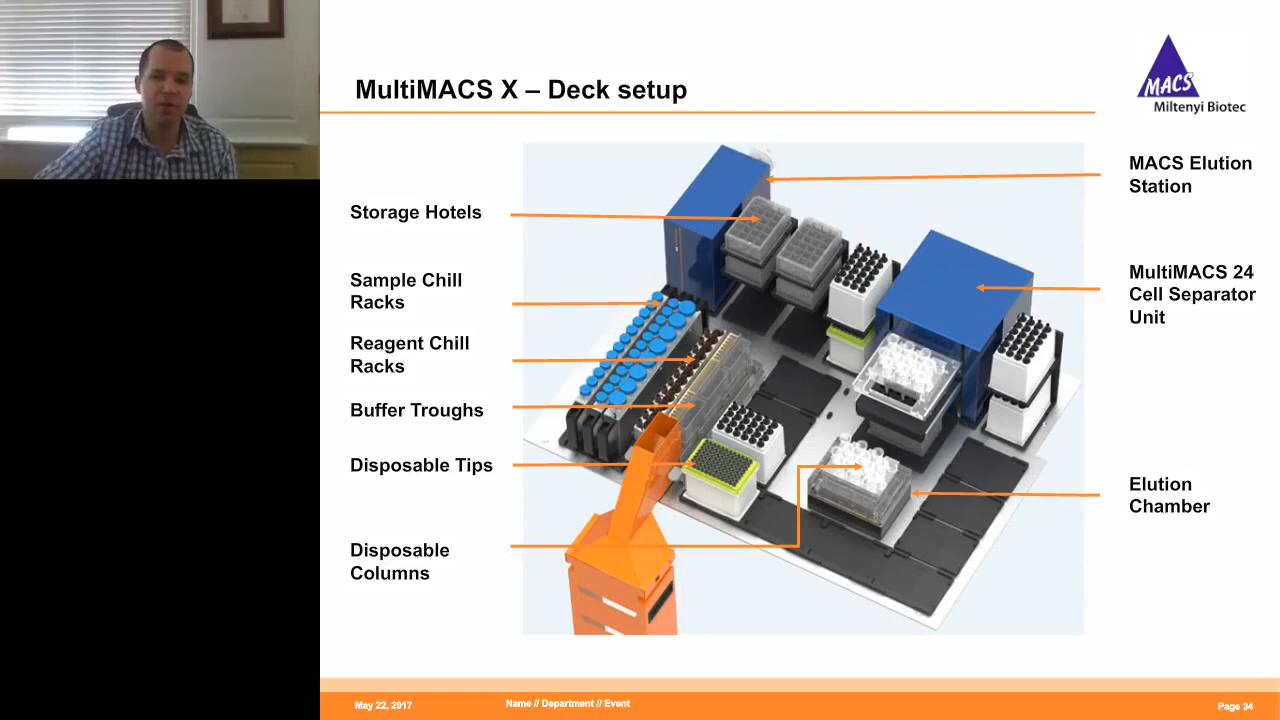 MultiMACS X – Deck setup
MACS
Miltenyi Biotec
Storage Hotels
Sample Chill
Racks
Reagent Chill
Racks
Buffer Troughs
Disposable Tips
Disposable
Columns
MACS Elution
Station
MultiMACS 24
Cell Separator
Unit
Elution
Chamber
May 22, 2017
Name // Department // Event
Page 34